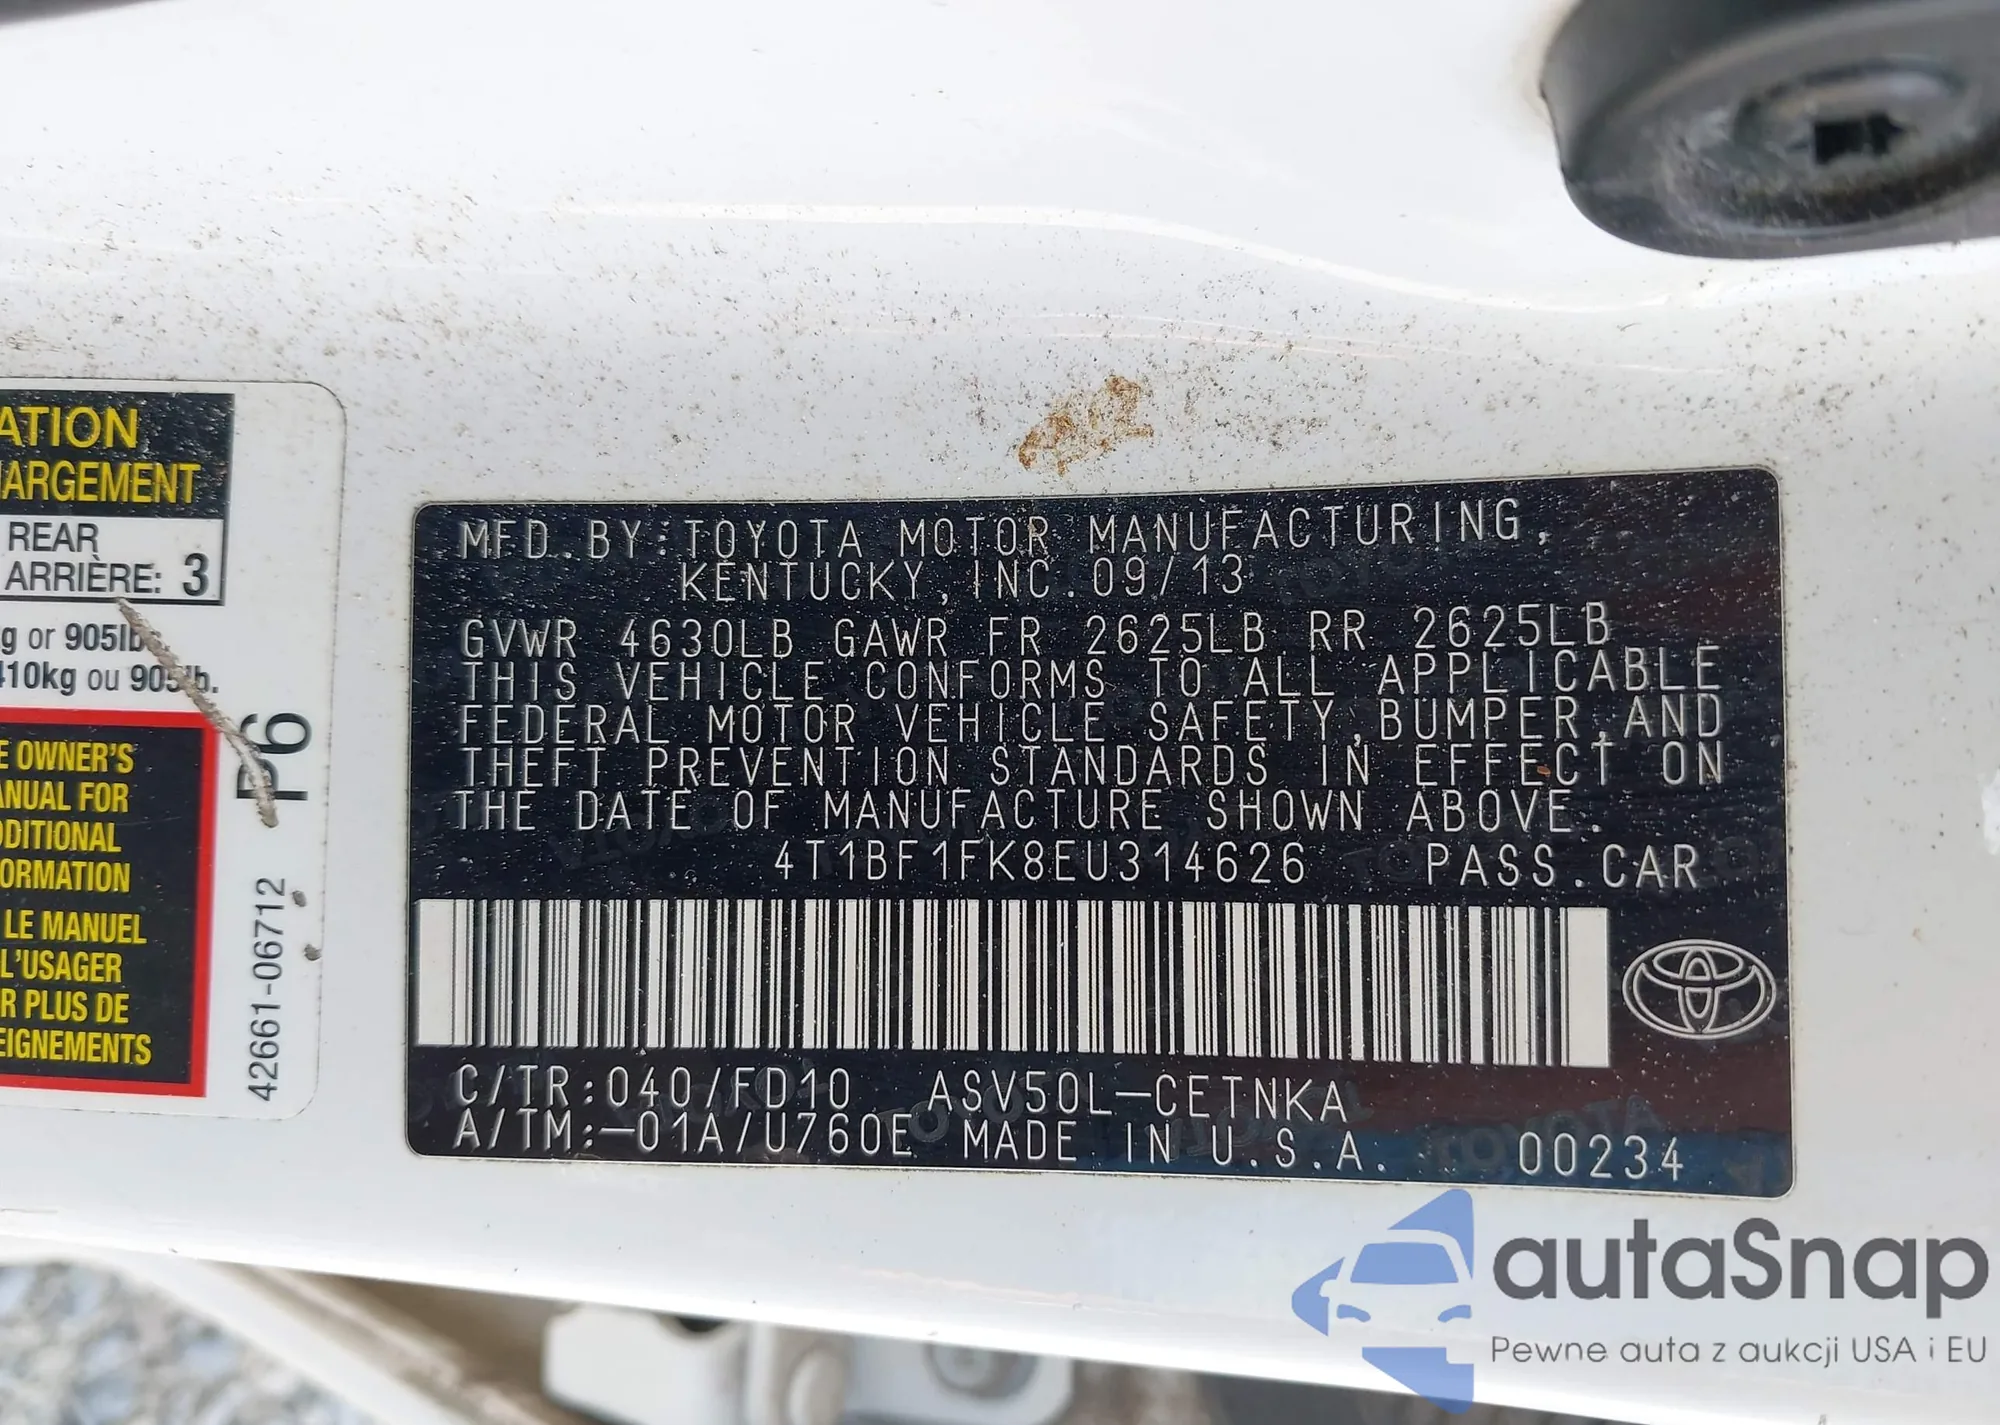 ATION
HARGEMENT
REAR
ARRIÈRE: 3
g or 905lbs.
410kg ou 905lb.
E OWNER'S
ANUAL FOR
DDITIONAL
FORMATION
LE MANUEL
L'USAGER
R PLUS DE
EIGNEMENTS
P6
42661-06712
MFD.BY:TOYOTA MOTOR MANUFACTURING,
KENTUCKY,INC.09/13
GVWR 4630LB GAWR FR 2625LB RR 2625LB
THIS VEHICLE CONFORMS TO ALL APPLICABLE
FEDERAL MOTOR VEHICLE SAFETY,BUMPER,AND
THEFT PREVENTION STANDARDS IN EFFECT ON
THE DATE OF MANUFACTURE SHOWN ABOVE.
4T1BF1FK8EU314626 PASS.CAR
C/TR:040/FD10 ASV50L-CETNKA
A/TM:-01A/U760E MADE IN U.S.A. 00234
autaSnap
Pewne auta z aukcji USA i EU